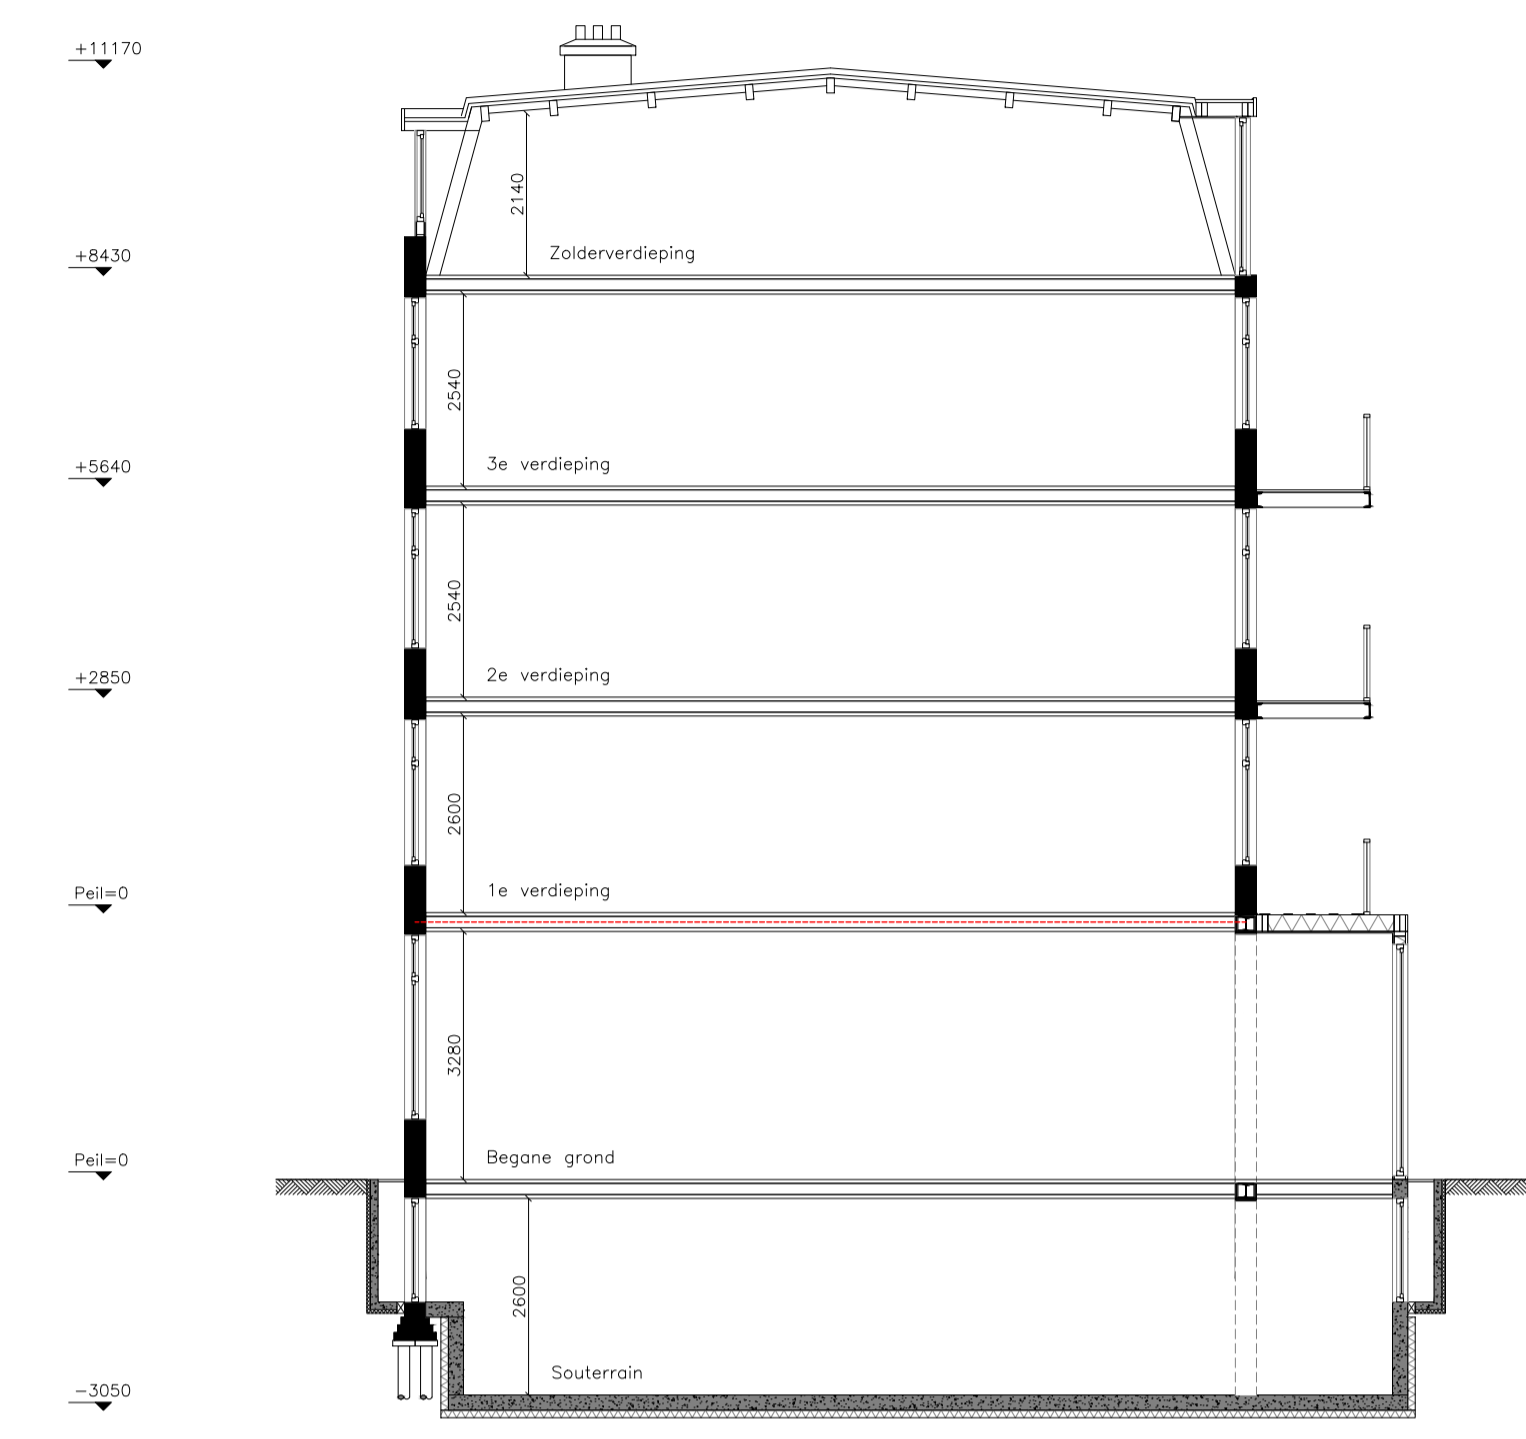 +11170
2140
Zolderverdieping
+8430
2540
3e verdieping
+5640
2540
2e verdieping
+2850
2600
1e verdieping
Peil=0
3280
Begane grond
Peil=0
2600
Souterrain
-3050